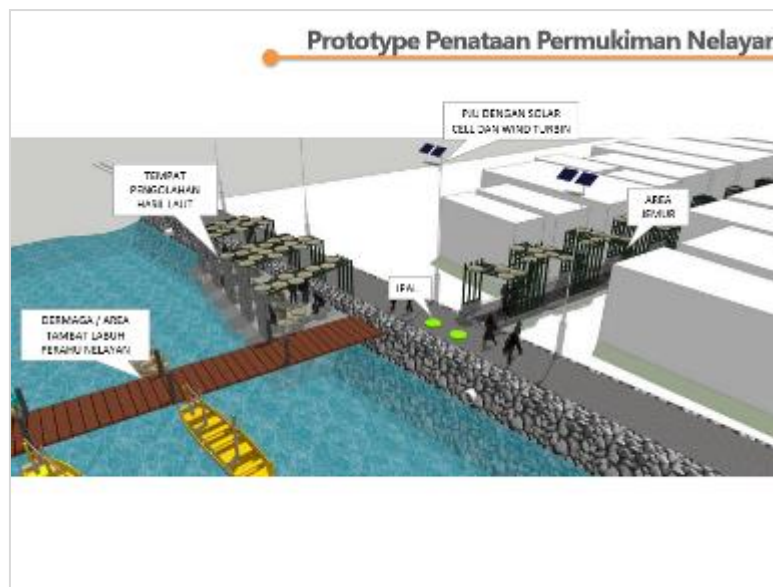 Prototype Penataan Permukiman Nelayan
PJU DENGAN SOLAR
CELL DAN WIND TURBIN
TEMPAT
PENGOLAHAN
HASIL LAUT
AREA
JEMUR
IPAL
DERMAGA / AREA
TAMBAT LABUH
PERAHU NELAYAN